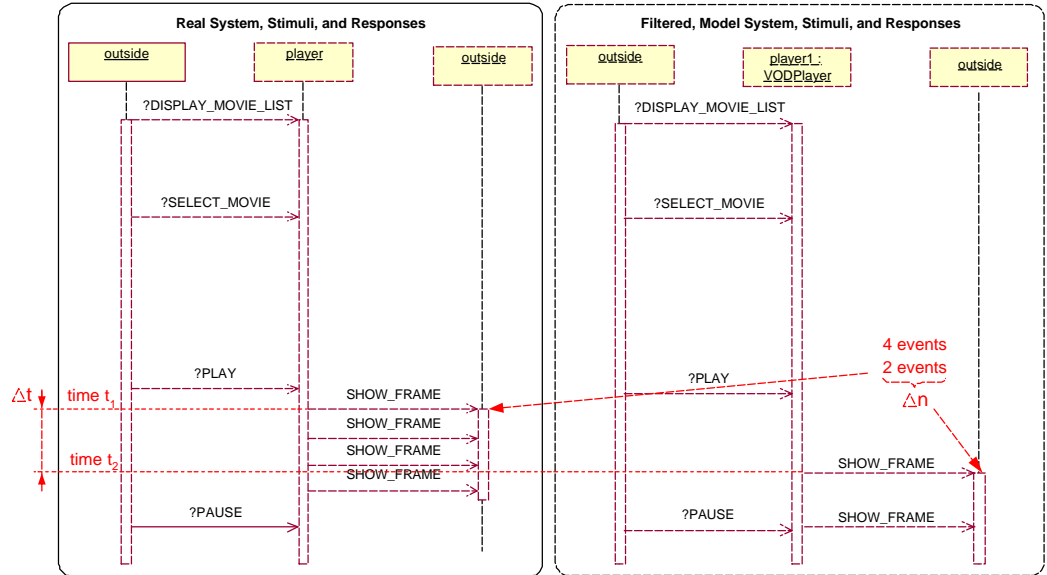 Real System, Stimuli, and Responses
outside
player
outside
?DISPLAY_MOVIE_LIST
?SELECT_MOVIE
?PLAY
Δt
time t1
SHOW_FRAME
SHOW_FRAME
SHOW_FRAME
time t2
SHOW_FRAME
?PAUSE
Filtered, Model System, Stimuli, and Responses
outside
player1 :
VODPlayer
outside
?DISPLAY_MOVIE_LIST
?SELECT_MOVIE
4 events
2 events
Δn
?PLAY
SHOW_FRAME
?PAUSE
SHOW_FRAME